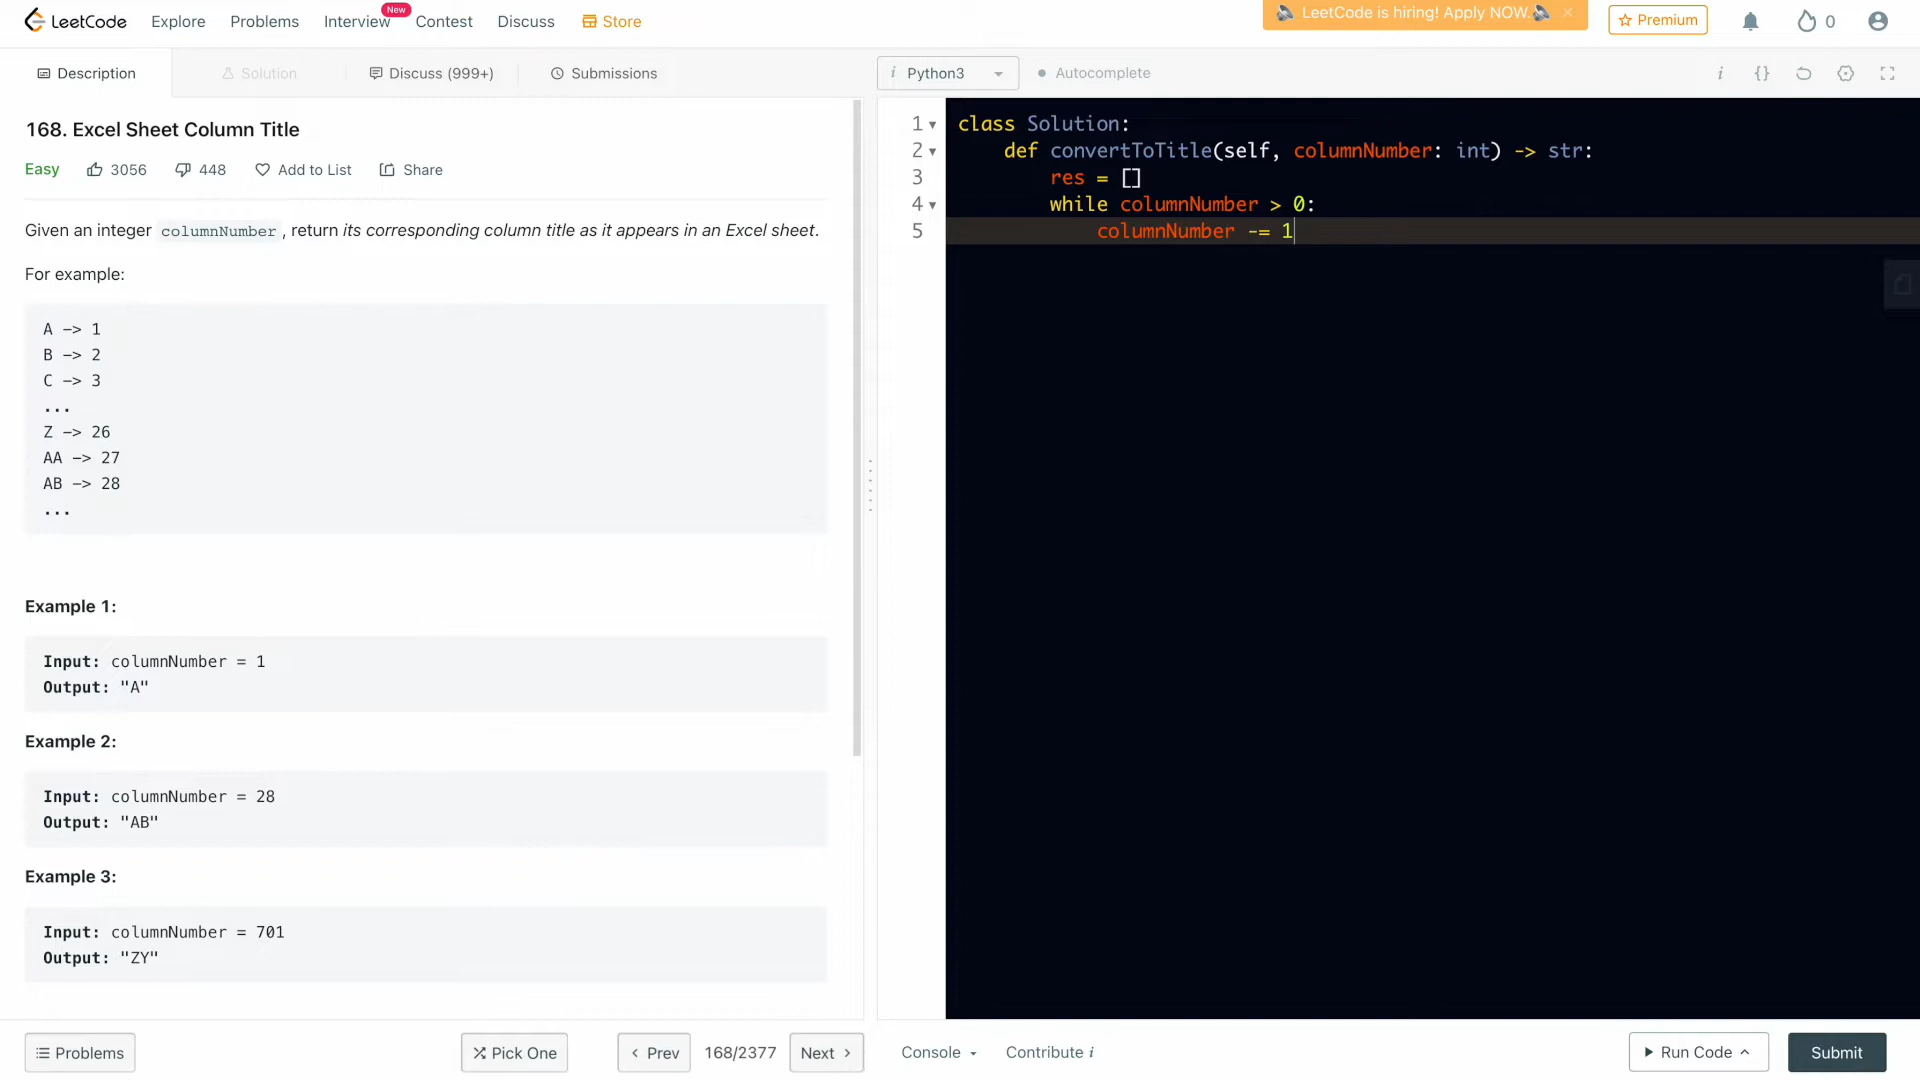 LeetCode Explore Problems Interview New Contest Discuss Store LeetCode is hiring! Apply NOW. × Premium 0
Description Solution Discuss (999+) Submissions i Python3 Autocomplete i {}
168. Excel Sheet Column Title
Easy 3056 448 Add to List Share
Given an integer columnNumber, return its corresponding column title as it appears in an Excel sheet.
For example:
A -> 1
B -> 2
C -> 3
...
Z -> 26
AA -> 27
AB -> 28
...
Example 1:
Input: columnNumber = 1
Output: "A"
Example 2:
Input: columnNumber = 28
Output: "AB"
Example 3:
Input: columnNumber = 701
Output: "ZY"
1 class Solution:
2 def convertToTitle(self, columnNumber: int) -> str:
3 res = []
4 while columnNumber > 0:
5 columnNumber -= 1
Problems Pick One < Prev 168/2377 Next > Console Contribute i Run Code Submit